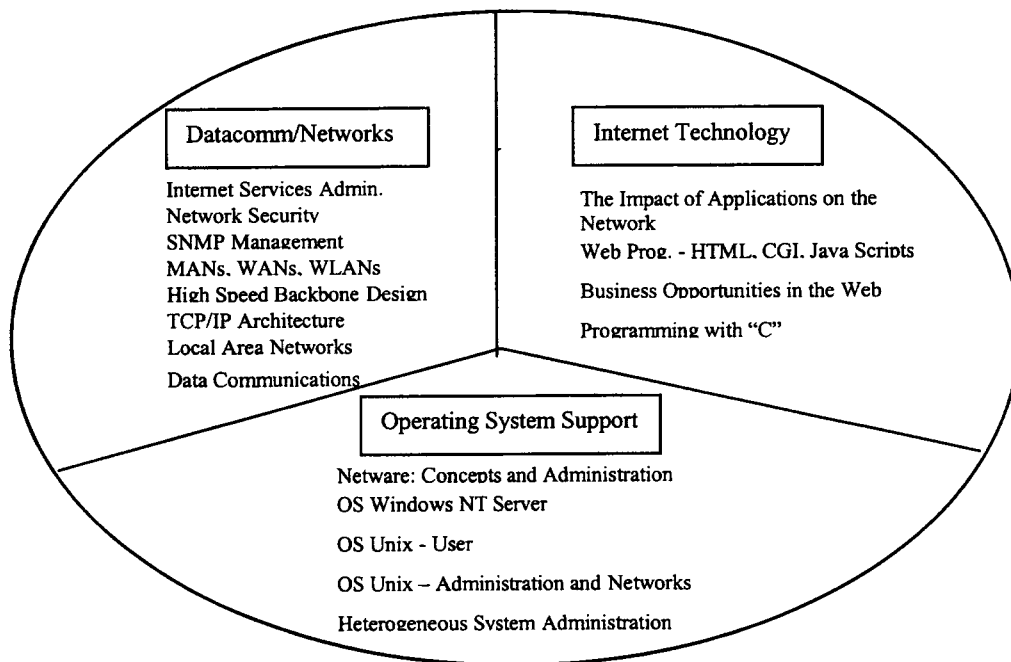 Datacomm/Networks
Internet Services Admin.
Network Security
SNMP Management
MANs, WANs, WLANs
High Speed Backbone Design
TCP/IP Architecture
Local Area Networks
Data Communications
Internet Technology
The Impact of Applications on the
Network
Web Prog. - HTML, CGI, Java Scripts
Business Opportunities in the Web
Programming with “C”
Operating System Support
Netware: Concepts and Administration
OS Windows NT Server
OS Unix - User
OS Unix – Administration and Networks
Heterogeneous System Administration